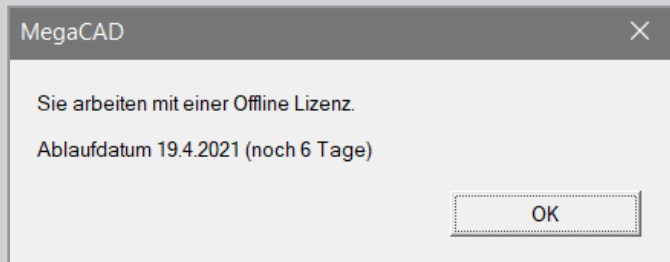 MegaCAD
Sie arbeiten mit einer Offline Lizenz.
Ablaufdatum 19.4.2021 (noch 6 Tage)
OK